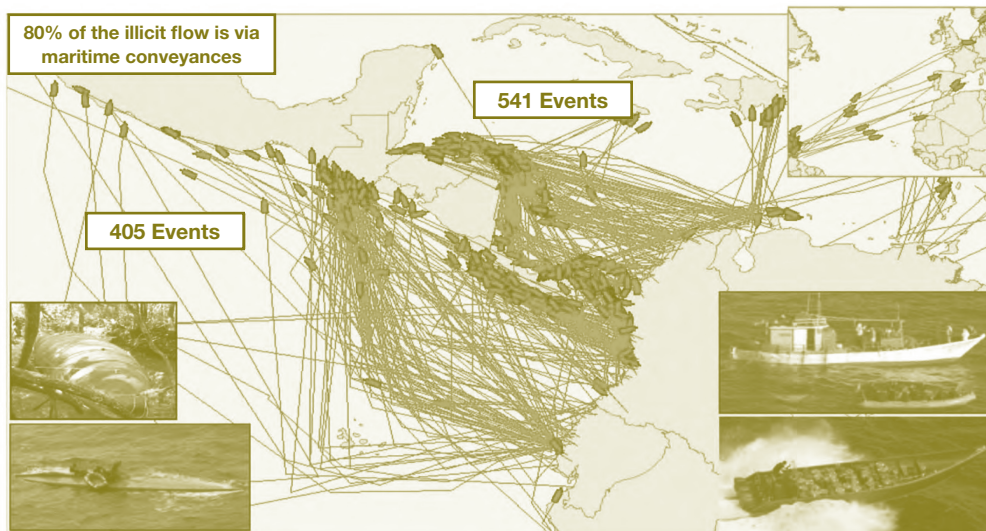 80% of the illicit flow is via
maritime conveyances
541 Events
405 Events